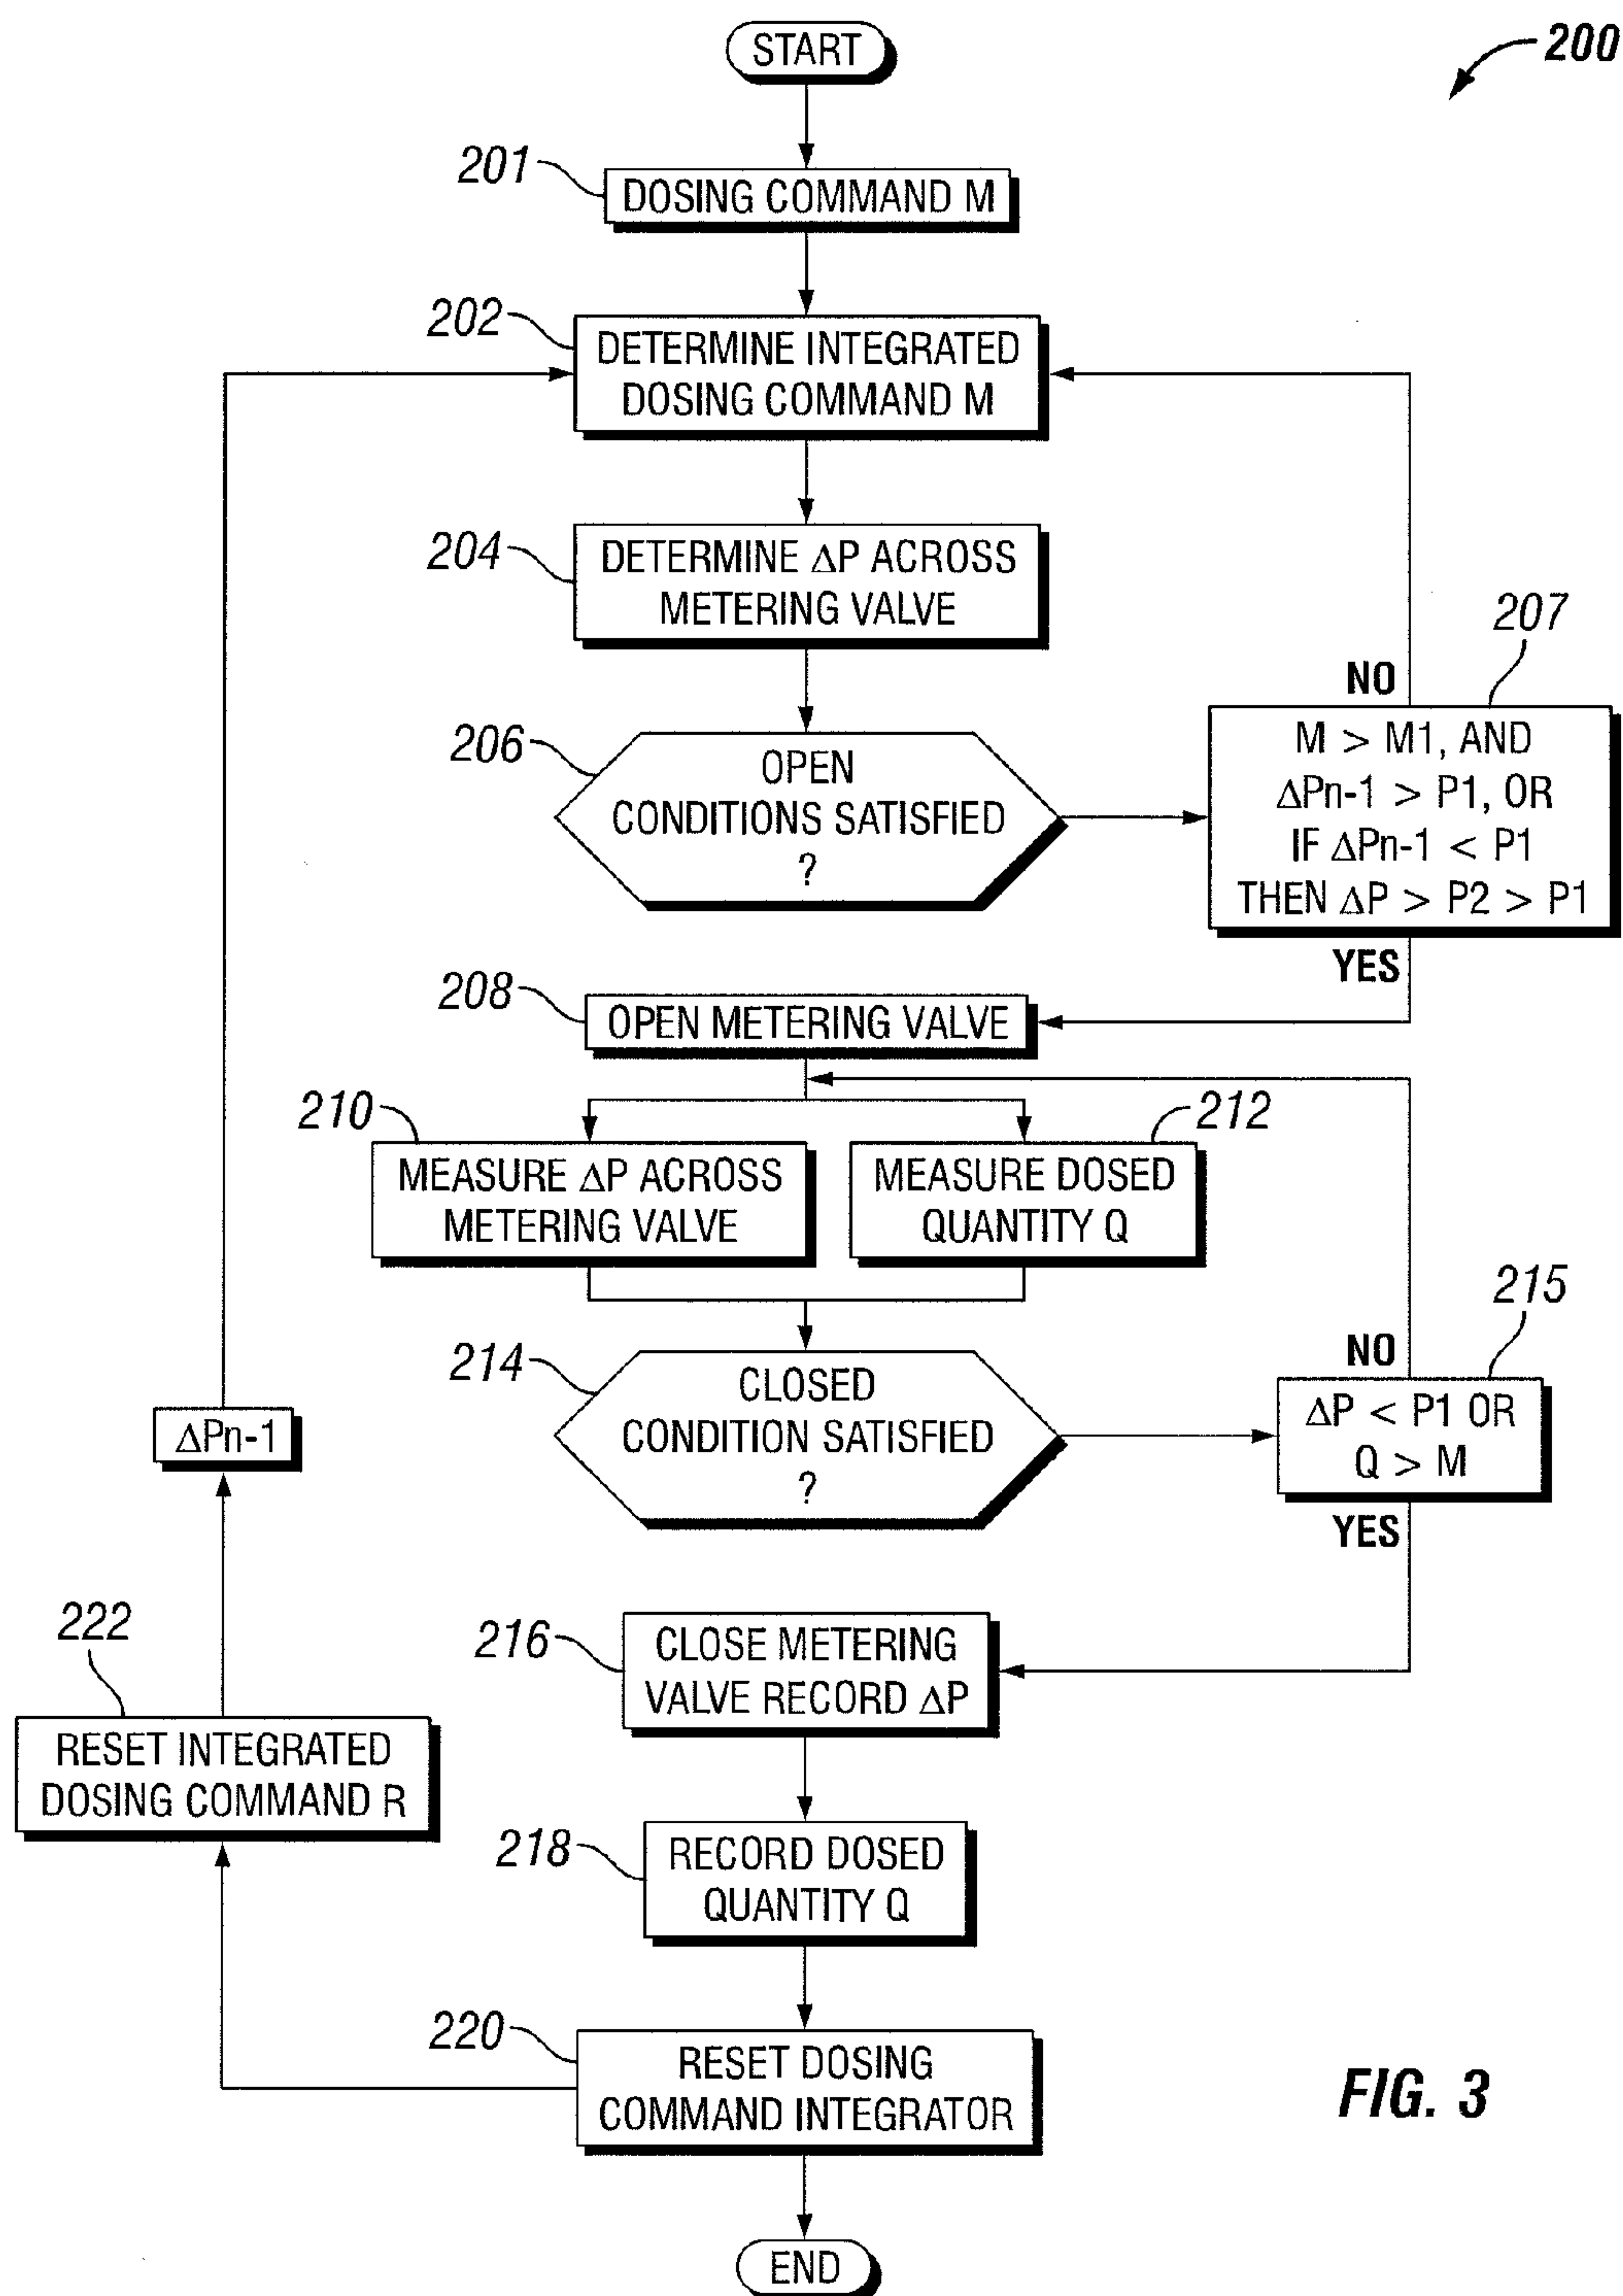 START
200
201
DOSING COMMAND M
202
DETERMINE INTEGRATED
DOSING COMMAND M
204
DETERMINE ΔP ACROSS
METERING VALVE
206
OPEN
CONDITIONS SATISFIED
?
207
NO
M > M1, AND
ΔPn-1 > P1, OR
IF ΔPn-1 < P1
THEN ΔP > P2 > P1
YES
208
OPEN METERING VALVE
210
MEASURE ΔP ACROSS
METERING VALVE
212
MEASURE DOSED
QUANTITY Q
214
CLOSED
CONDITION SATISFIED
?
215
NO
ΔP < P1 OR
Q > M
YES
216
CLOSE METERING
VALVE RECORD ΔP
218
RECORD DOSED
QUANTITY Q
220
RESET DOSING
COMMAND INTEGRATOR
222
RESET INTEGRATED
DOSING COMMAND R
ΔPn-1
END
FIG. 3